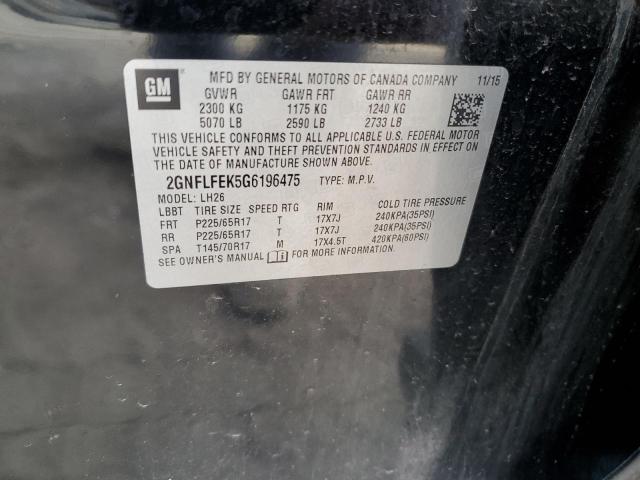 GM
MFD BY GENERAL MOTORS OF CANADA COMPANY 11/15
GVWR GAWR FRT GAWR RR
2300 KG 1175 KG 1240 KG
5070 LB 2590 LB 2733 LB
THIS VEHICLE CONFORMS TO ALL APPLICABLE U.S. FEDERAL MOTOR
VEHICLE SAFETY AND THEFT PREVENTION STANDARDS IN EFFECT ON
THE DATE OF MANUFACTURE SHOWN ABOVE.
2GNFLFEK5G6196475 TYPE: M.P.V.
MODEL: LH26
LBBT TIRE SIZE SPEED RTG RIM COLD TIRE PRESSURE
FRT P225/65R17 T 17X7J 240KPA(35PSI)
RR P225/65R17 T 17X7J 240KPA(35PSI)
SPA T145/70R17 M 17X4.5T 420KPA(60PSI)
SEE OWNER'S MANUAL FOR MORE INFORMATION.